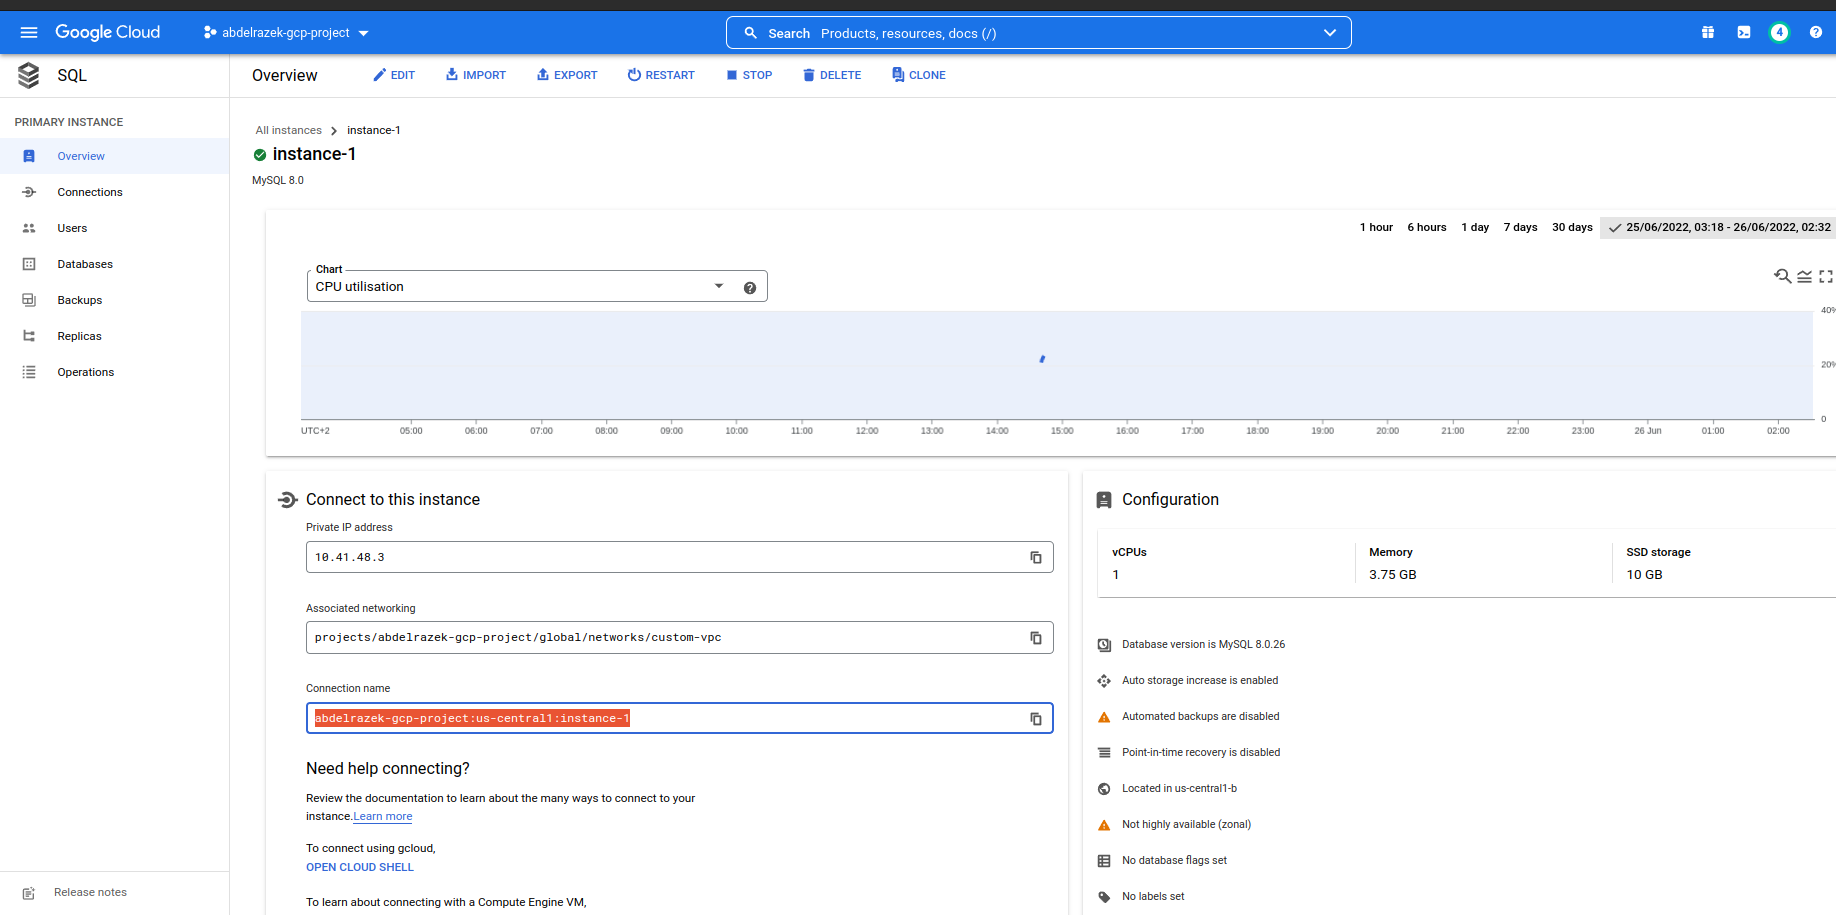 Google Cloud
abdelrazek-gcp-project
Search Products, resources, docs (/)
4
SQL
Overview
EDIT
IMPORT
EXPORT
RESTART
STOP
DELETE
CLONE
PRIMARY INSTANCE
Overview
Connections
Users
Databases
Backups
Replicas
Operations
Release notes
All instances
instance-1
instance-1
MySQL 8.0
1 hour
6 hours
1 day
7 days
30 days
25/06/2022, 03:18 - 26/06/2022, 02:32
Chart
CPU utilisation
40%
20%
0
UTC+2
05:00
06:00
07:00
08:00
09:00
10:00
11:00
12:00
13:00
14:00
15:00
16:00
17:00
18:00
19:00
20:00
21:00
22:00
23:00
26 Jun
01:00
02:00
Connect to this instance
Private IP address
10.41.48.3
Associated networking
projects/abdelrazek-gcp-project/global/networks/custom-vpc
Connection name
abdelrazek-gcp-project:us-central1:instance-1
Need help connecting?
Review the documentation to learn about the many ways to connect to your
instance.Learn more
To connect using gcloud,
OPEN CLOUD SHELL
To learn about connecting with a Compute Engine VM,
Configuration
vCPUs
1
Memory
3.75 GB
SSD storage
10 GB
Database version is MySQL 8.0.26
Auto storage increase is enabled
Automated backups are disabled
Point-in-time recovery is disabled
Located in us-central1-b
Not highly available (zonal)
No database flags set
No labels set